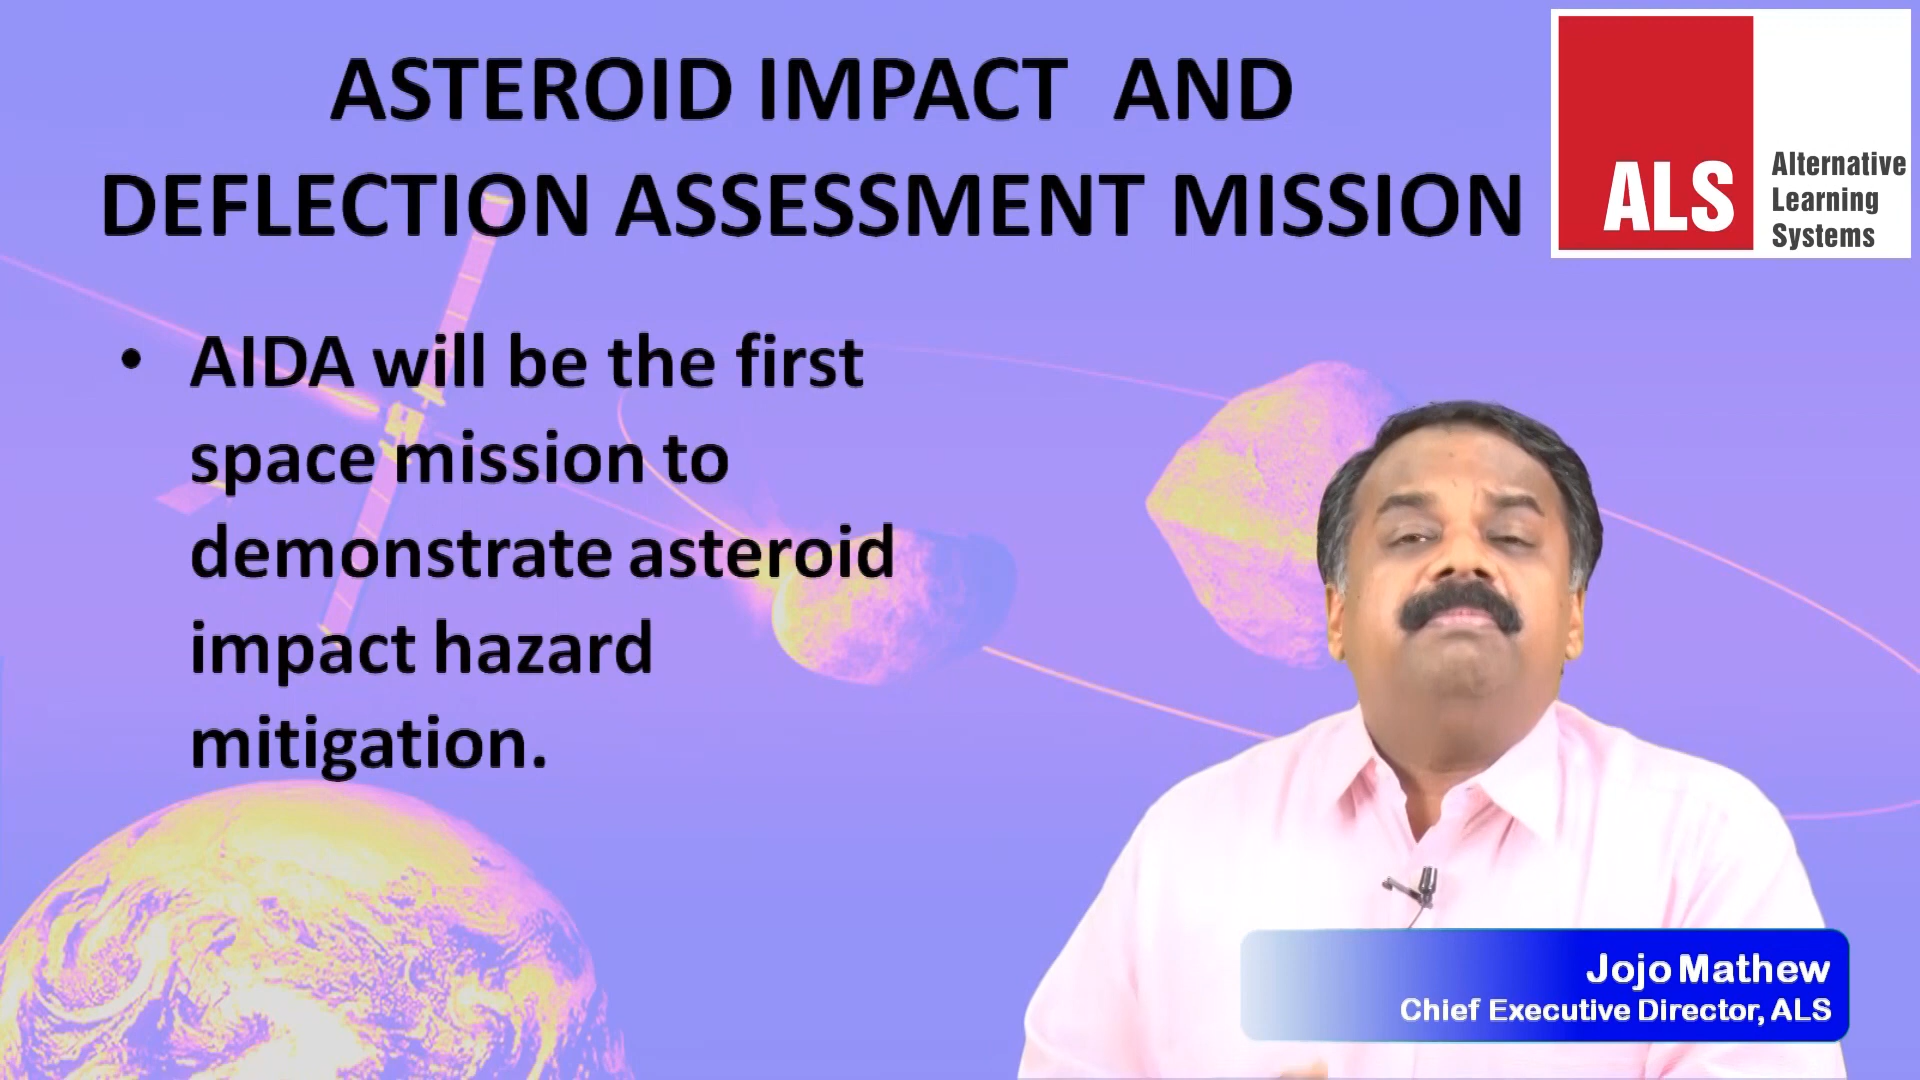 ASTEROID IMPACT AND
DEFLECTION ASSESSMENT MISSION
ALS
Alternative
Learning
Systems
• AIDA will be the first
space mission to
demonstrate asteroid
impact hazard
mitigation.
Jojo Mathew
Chief Executive Director, ALS